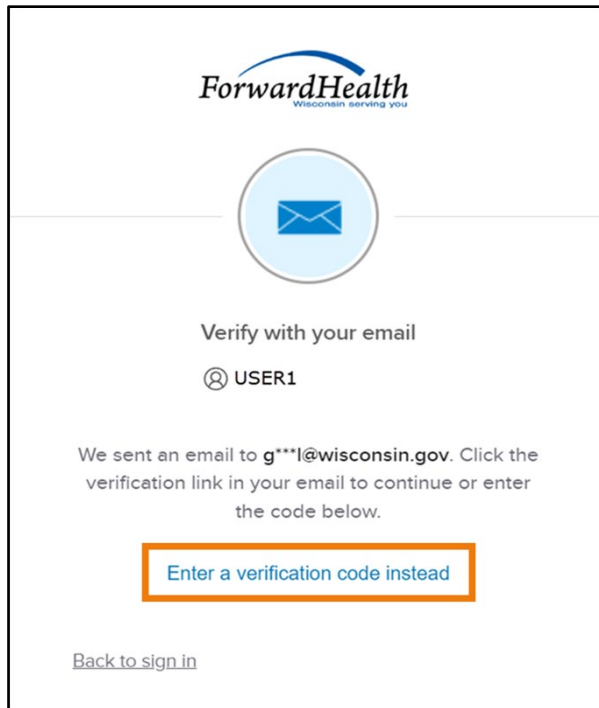 ForwardHealth
Wisconsin serving you
Verify with your email
USER1
We sent an email to g***l@wisconsin.gov. Click the
verification link in your email to continue or enter
the code below.
Enter a verification code instead
Back to sign in